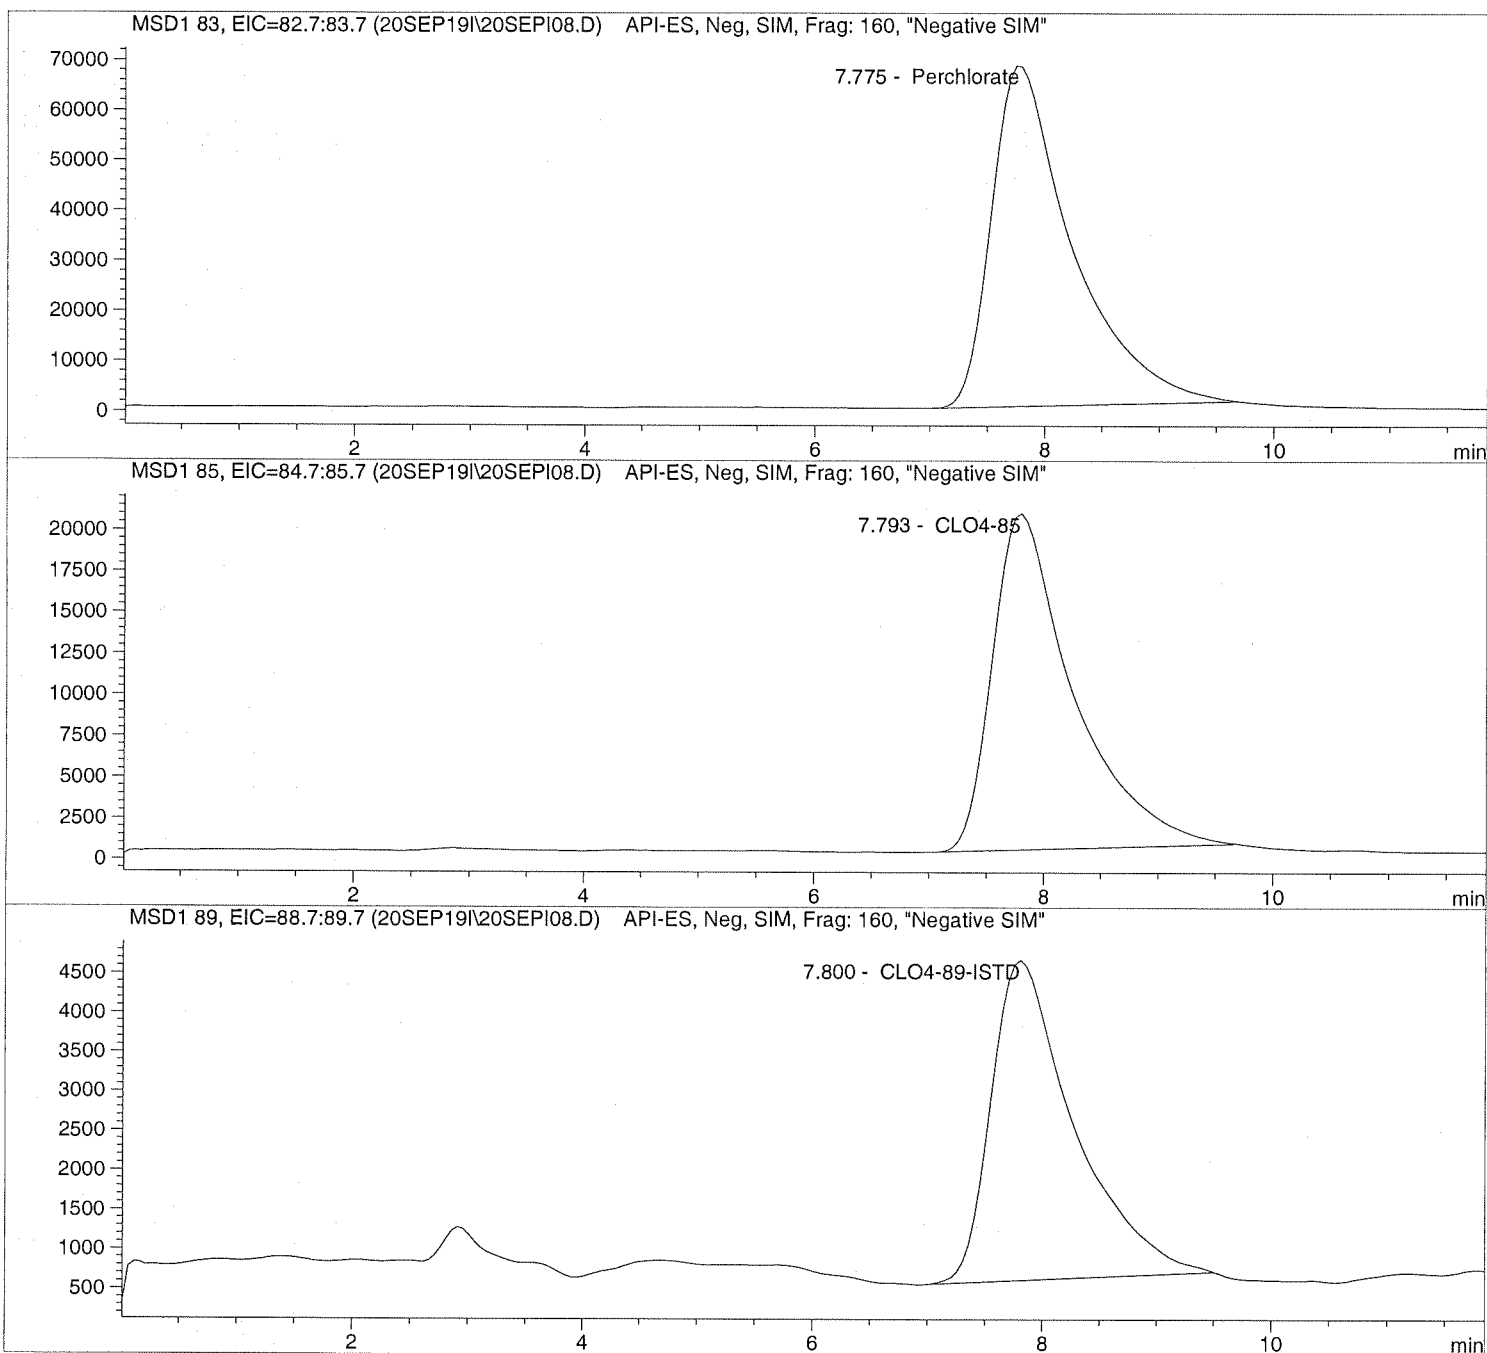 MSD1 83, EIC=82.7:83.7 (20SEP19I\20SEPI08.D) API-ES, Neg, SIM, Frag: 160, "Negative SIM"
70000
7.775 - Perchlorate
60000
50000
40000
30000
20000
10000
0
2 4 6 8 10 min
MSD1 85, EIC=84.7:85.7 (20SEP19I\20SEPI08.D) API-ES, Neg, SIM, Frag: 160, "Negative SIM"
20000
7.793 - CLO4-85
17500
15000
12500
10000
7500
5000
2500
0
2 4 6 8 10 min
MSD1 89, EIC=88.7:89.7 (20SEP19I\20SEPI08.D) API-ES, Neg, SIM, Frag: 160, "Negative SIM"
4500
7.800 - CLO4-89-ISTD
4000
3500
3000
2500
2000
1500
1000
500
2 4 6 8 10 min